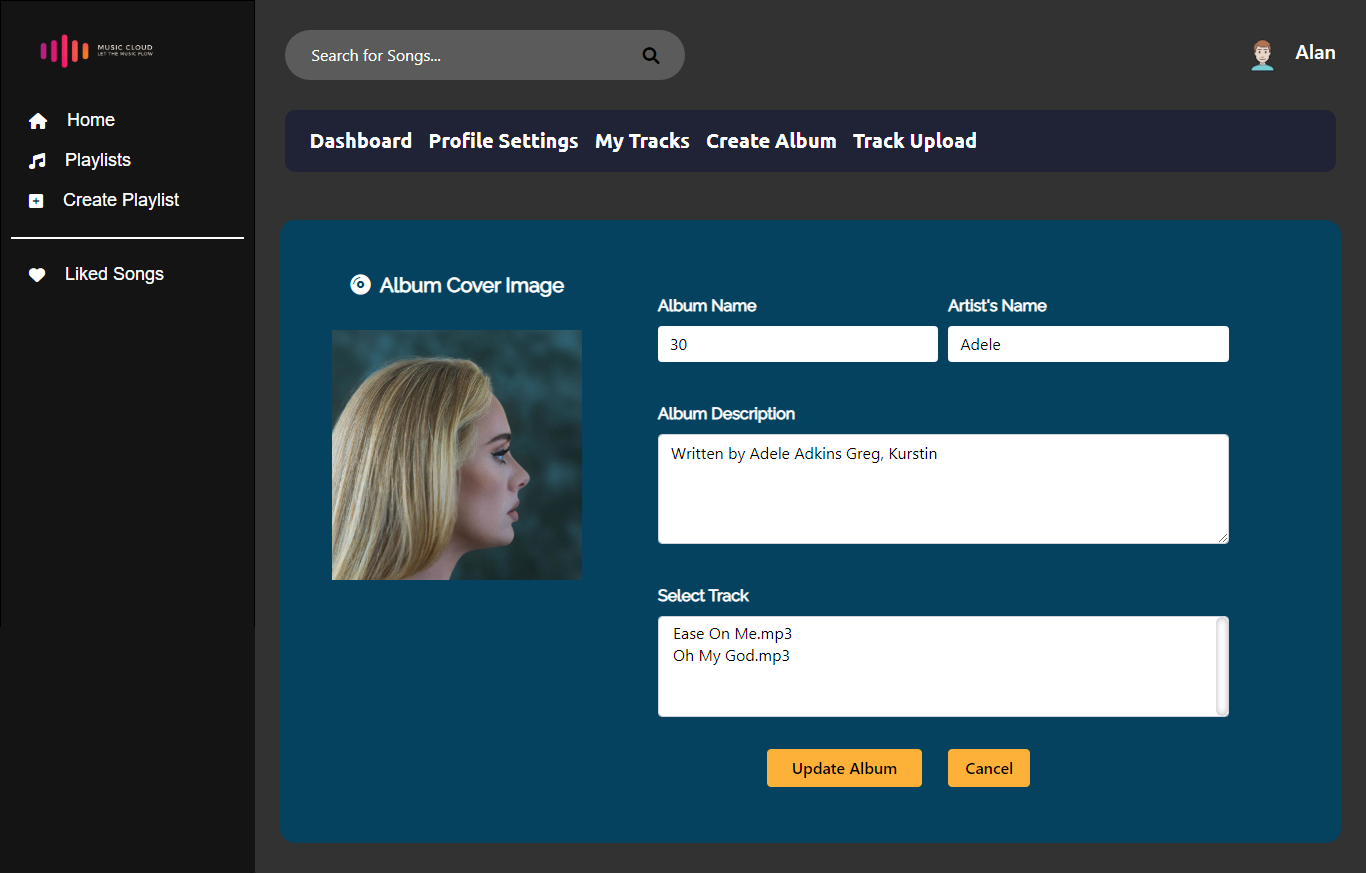 MUSIC CLOUD
LET THE MUSIC FLOW
Home
Playlists
Create Playlist
Liked Songs
Search for Songs...
Alan
Dashboard Profile Settings My Tracks Create Album Track Upload
Album Cover Image
Album Name Artist's Name
30 Adele
Album Description
Written by Adele Adkins Greg, Kurstin
Select Track
Ease On Me.mp3
Oh My God.mp3
Update Album Cancel